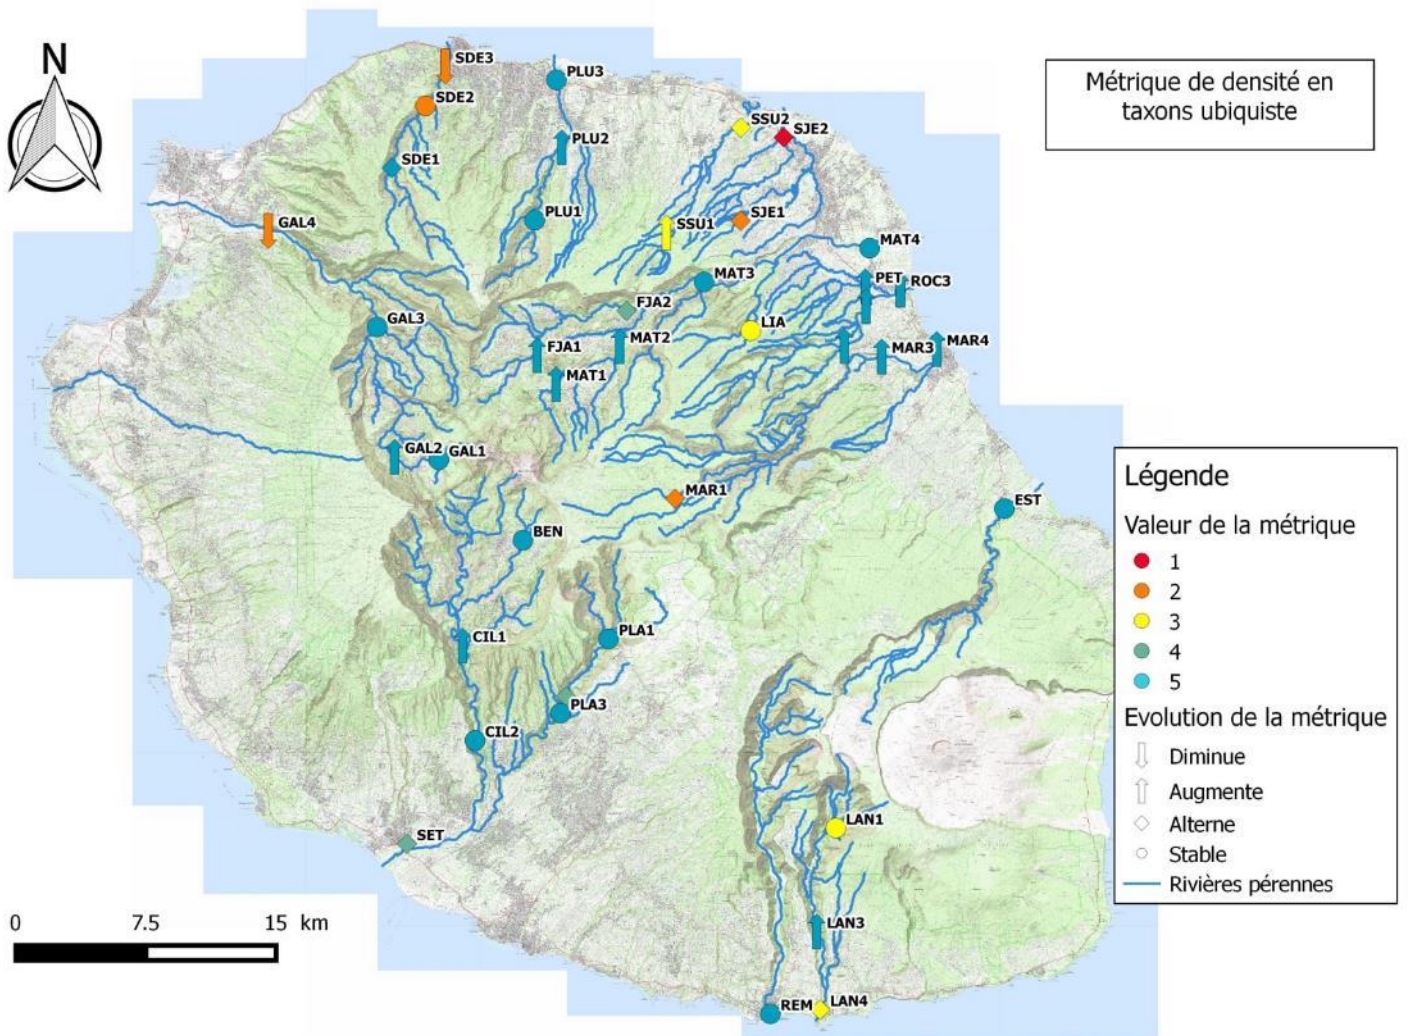 N
Métrique de densité en
taxons ubiquiste
SDE3
PLU3
SDE2
SSU2
SJE2
PLU2
SDE1
PLU1
SSU1
SJE1
GAL4
MAT4
MAT3
PET
ROC3
FJA2
GAL3
LIA
FJA1
MAT2
MAR3
MAR4
MAT1
GAL2
GAL1
MAR1
EST
BEN
CIL1
PLA1
PLA3
CIL2
SET
LAN1
LAN3
REM
LAN4
Légende
Valeur de la métrique
1
2
3
4
5
Evolution de la métrique
Diminue
Augmente
Alterne
Stable
Rivières pérennes
0 7.5 15 km